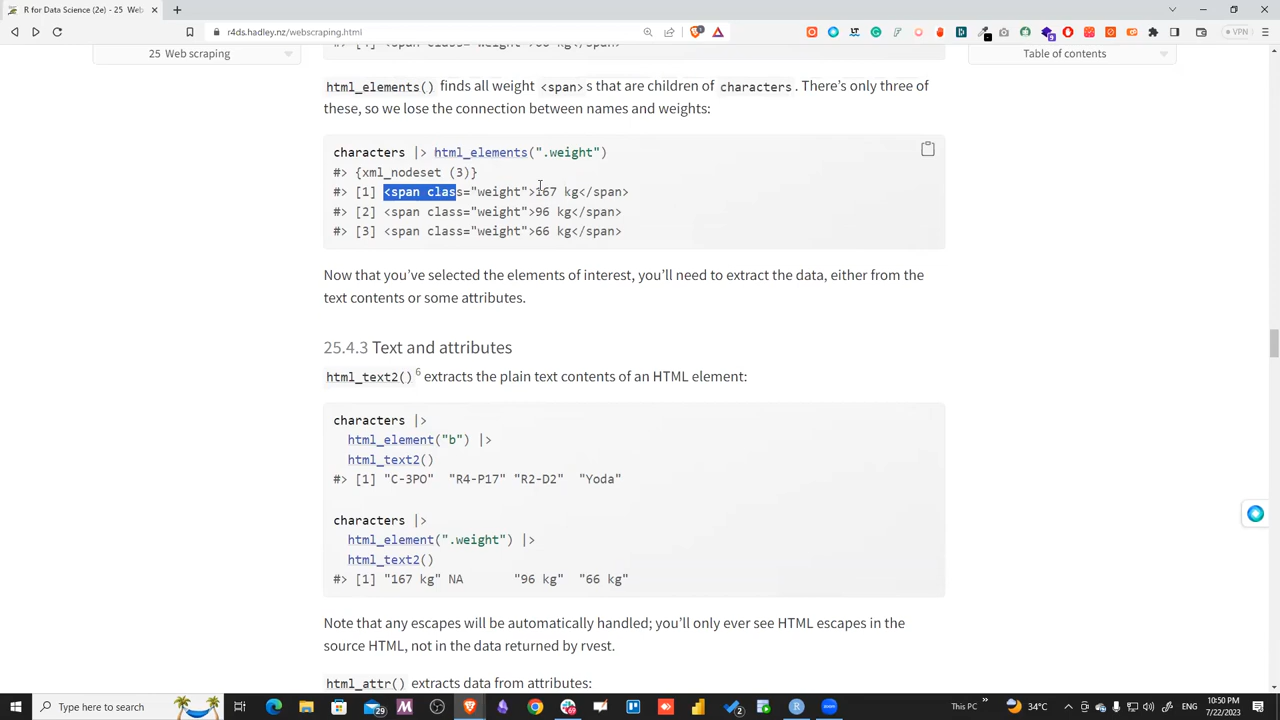 R for Data Science (2e) - 25 Web
r4ds.hadley.nz/webscraping.html
VPN
25 Web scraping
Table of contents
html_elements() finds all weight <span>s that are children of characters. There's only three of
these, so we lose the connection between names and weights:
characters |> html_elements(".weight")
#> {xml_nodeset (3)}
#> [1] <span class="weight">167 kg</span>
#> [2] <span class="weight">96 kg</span>
#> [3] <span class="weight">66 kg</span>
Now that you've selected the elements of interest, you'll need to extract the data, either from the
text contents or some attributes.
25.4.3 Text and attributes
html_text2()6 extracts the plain text contents of an HTML element:
characters |>
html_element("b") |>
html_text2()
#> [1] "C-3PO" "R4-P17" "R2-D2" "Yoda"
characters |>
html_element(".weight") |>
html_text2()
#> [1] "167 kg" NA "96 kg" "66 kg"
Note that any escapes will be automatically handled; you'll only ever see HTML escapes in the
source HTML, not in the data returned by rvest.
html_attr() extracts data from attributes:
Type here to search
29
2
This PC
34°C
10:50 PM
7/22/2023